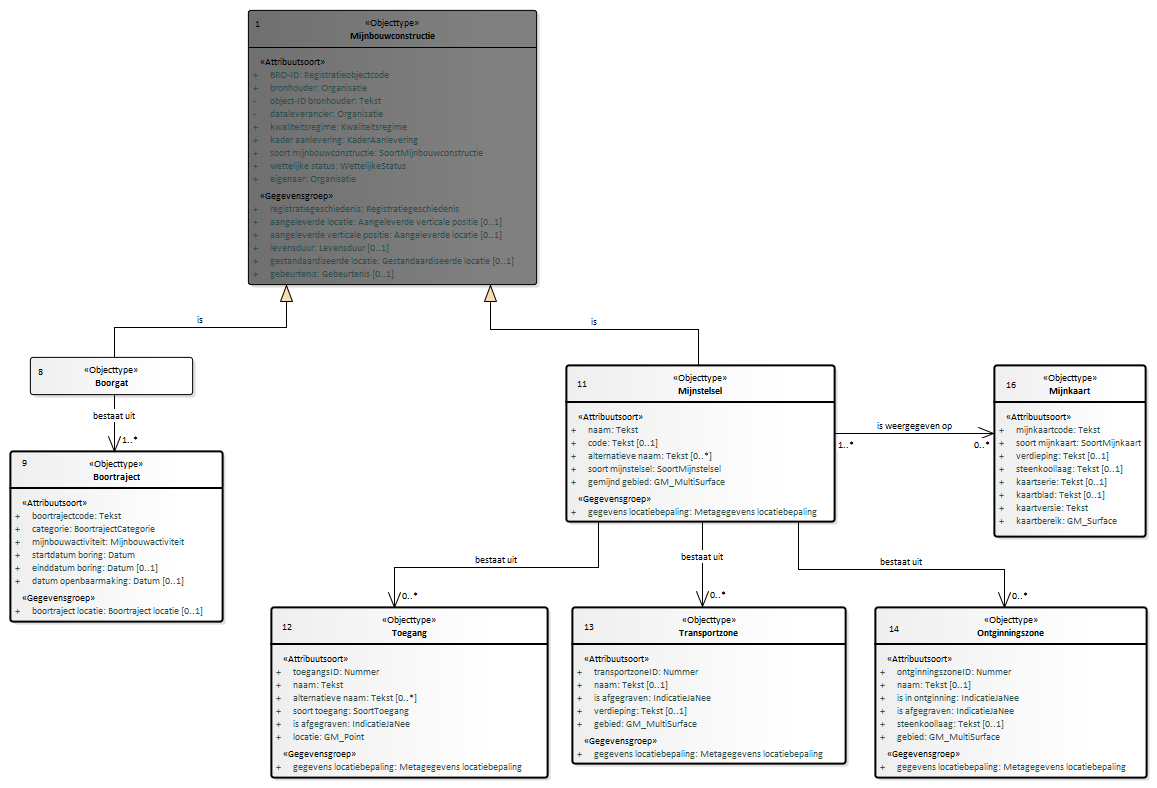 1
«Objecttype»
Mijnbouwconstructie
«Attribuutsoort»
+ BRO-ID: Registratieobjectcode
+ bronhouder: Organisatie
- object-ID bronhouder: Tekst
- dataleverancier: Organisatie
+ kwaliteitsregime: Kwaliteitsregime
+ kader aanlevering: KaderAanlevering
+ soort mijnbouwconstructie: SoortMijnbouwconstructie
+ wettelijke status: WettelijkeStatus
+ eigenaar: Organisatie
«Gegevensgroep»
+ registratiegeschiedenis: Registratiegeschiedenis
+ aangeleverde locatie: Aangeleverde verticale positie [0..1]
+ aangeleverde verticale positie: Aangeleverde locatie [0..1]
+ levensduur: Levensduur [0..1]
+ gestandaardiseerde locatie: Gestandaardiseerde locatie [0..1]
+ gebeurtenis: Gebeurtenis [0..1]
is
is
8
«Objecttype»
Boorgat
bestaat uit
1..*
9
«Objecttype»
Boortraject
«Attribuutsoort»
+ boortrajectcode: Tekst
+ categorie: BoortrajectCategorie
+ mijnbouwactiviteit: Mijnbouwactiviteit
+ startdatum boring: Datum
+ einddatum boring: Datum [0..1]
+ datum openbaarmaking: Datum [0..1]
«Gegevensgroep»
+ boortraject locatie: Boortraject locatie [0..1]
11
«Objecttype»
Mijnstelsel
«Attribuutsoort»
+ naam: Tekst
+ code: Tekst [0..1]
+ alternatieve naam: Tekst [0..*]
+ soort mijnstelsel: SoortMijnstelsel
+ gemijnd gebied: GM_MultiSurface
«Gegevensgroep»
+ gegevens locatiebepaling: Metagegevens locatiebepaling
is weergegeven op
1..*
0..*
16
«Objecttype»
Mijnkaart
«Attribuutsoort»
+ mijnkaartcode: Tekst
+ soort mijnkaart: SoortMijnkaart
+ verdieping: Tekst [0..1]
+ steenkoollaag: Tekst [0..1]
+ kaartserie: Tekst [0..1]
+ kaartblad: Tekst [0..1]
+ kaartversie: Tekst
+ kaartbereik: GM_Surface
bestaat uit
0..*
bestaat uit
0..*
bestaat uit
0..*
12
«Objecttype»
Toegang
«Attribuutsoort»
+ toegangsID: Nummer
+ naam: Tekst
+ alternatieve naam: Tekst [0..*]
+ soort toegang: SoortToegang
+ is afgegraven: IndicatieJaNee
+ locatie: GM_Point
«Gegevensgroep»
+ gegevens locatiebepaling: Metagegevens locatiebepaling
13
«Objecttype»
Transportzone
«Attribuutsoort»
+ transportzoneID: Nummer
+ naam: Tekst [0..1]
+ is afgegraven: IndicatieJaNee
+ verdieping: Tekst [0..1]
+ gebied: GM_MultiSurface
«Gegevensgroep»
+ gegevens locatiebepaling: Metagegevens locatiebepaling
14
«Objecttype»
Ontginningszone
«Attribuutsoort»
+ ontginningszoneID: Nummer
+ naam: Tekst [0..1]
+ is in ontginning: IndicatieJaNee
+ is afgegraven: IndicatieJaNee
+ steenkoollaag: Tekst [0..1]
+ gebied: GM_MultiSurface
«Gegevensgroep»
+ gegevens locatiebepaling: Metagegevens locatiebepaling